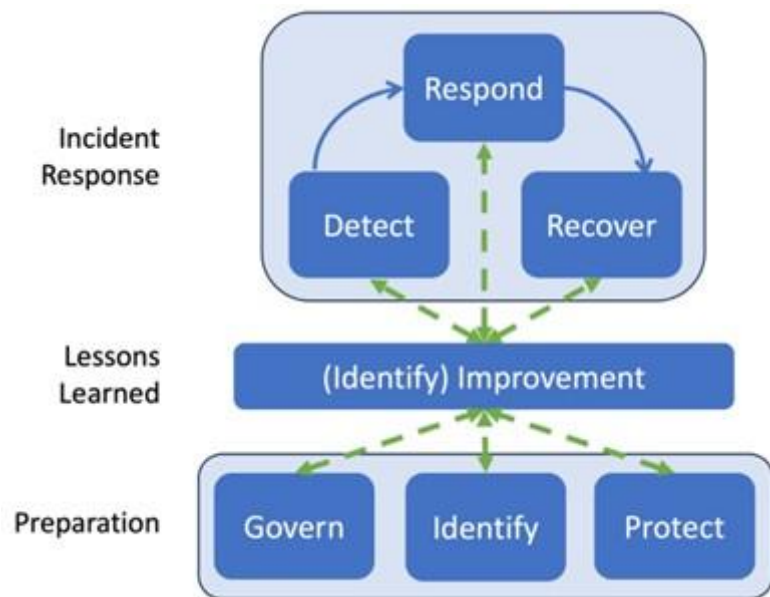 Respond
Incident
Response
Detect
Recover
Lessons
Learned
(Identify) Improvement
Preparation
Govern
Identify
Protect